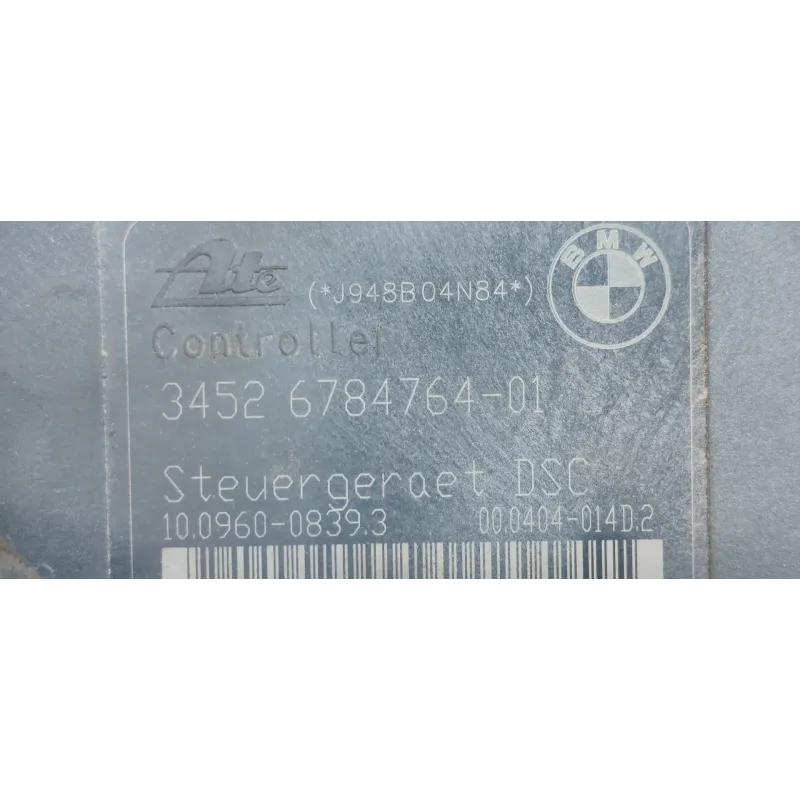 Ate (*J948B04N84*) BMW
Controller
3452 6784764-01
Steuergeraet DSC
10.0960-0839.3 00.0404-014D.2